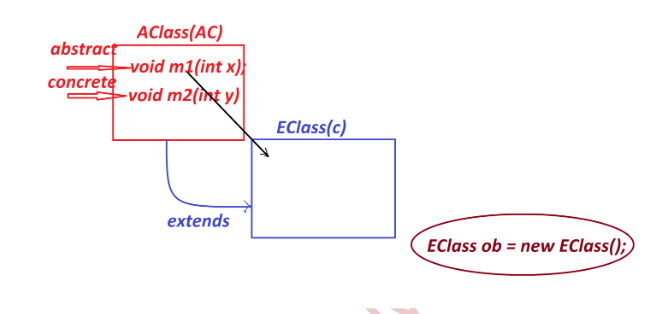 AClass(AC)
abstract
void m1(int x);
concrete
void m2(int y)
EClass(c)
extends
EClass ob = new EClass();